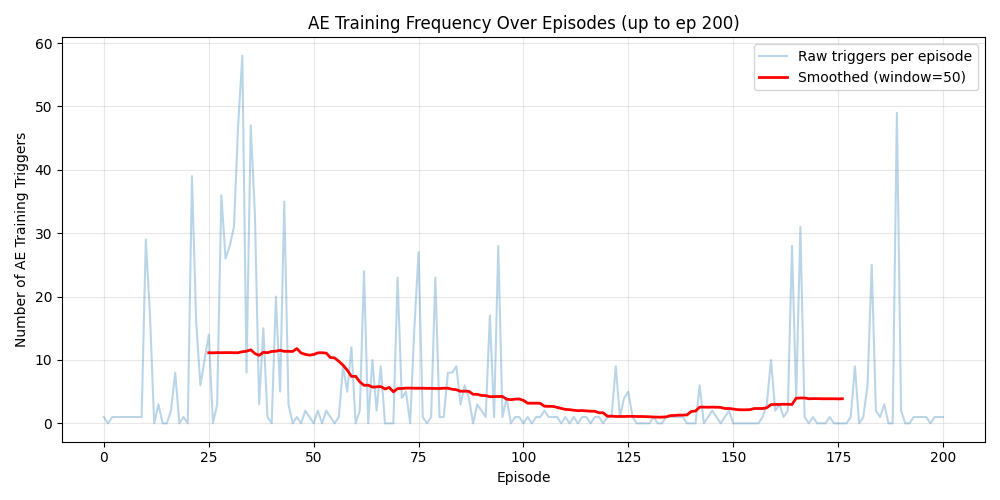 AE Training Frequency Over Episodes (up to ep 200)
Raw triggers per episode
Smoothed (window=50)
Number of AE Training Triggers
60
50
40
30
20
10
0
0 25 50 75 100 125 150 175 200
Episode